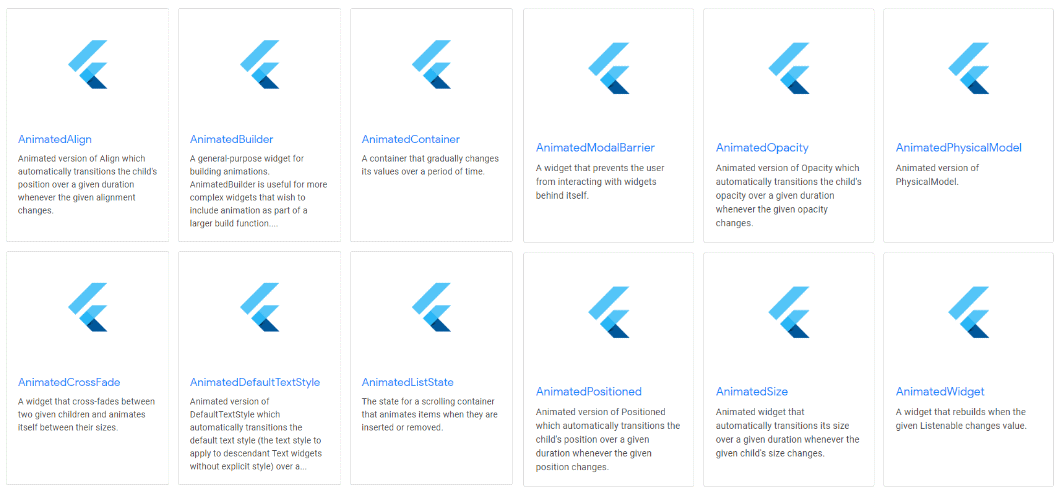 AnimatedAlign
Animated version of Align which
automatically transitions the child's
position over a given duration
whenever the given alignment
changes.
AnimatedBuilder
A general-purpose widget for
building animations.
AnimatedBuilder is useful for more
complex widgets that wish to
include animation as part of a
larger build function....
AnimatedContainer
A container that gradually changes
its values over a period of time.
AnimatedModalBarrier
A widget that prevents the user
from interacting with widgets
behind itself.
AnimatedOpacity
Animated version of Opacity which
automatically transitions the child's
opacity over a given duration
whenever the given opacity
changes.
AnimatedPhysicalModel
Animated version of
PhysicalModel.
AnimatedCrossFade
A widget that cross-fades between
two given children and animates
itself between their sizes.
AnimatedDefaultTextStyle
Animated version of
DefaultTextStyle which
automatically transitions the
default text style (the text style to
apply to descendant Text widgets
without explicit style) over a...
AnimatedListState
The state for a scrolling container
that animates items when they are
inserted or removed.
AnimatedPositioned
Animated version of Positioned
which automatically transitions the
child's position over a given
duration whenever the given
position changes.
AnimatedSize
Animated widget that
automatically transitions its size
over a given duration whenever the
given child's size changes.
AnimatedWidget
A widget that rebuilds when the
given Listenable changes value.